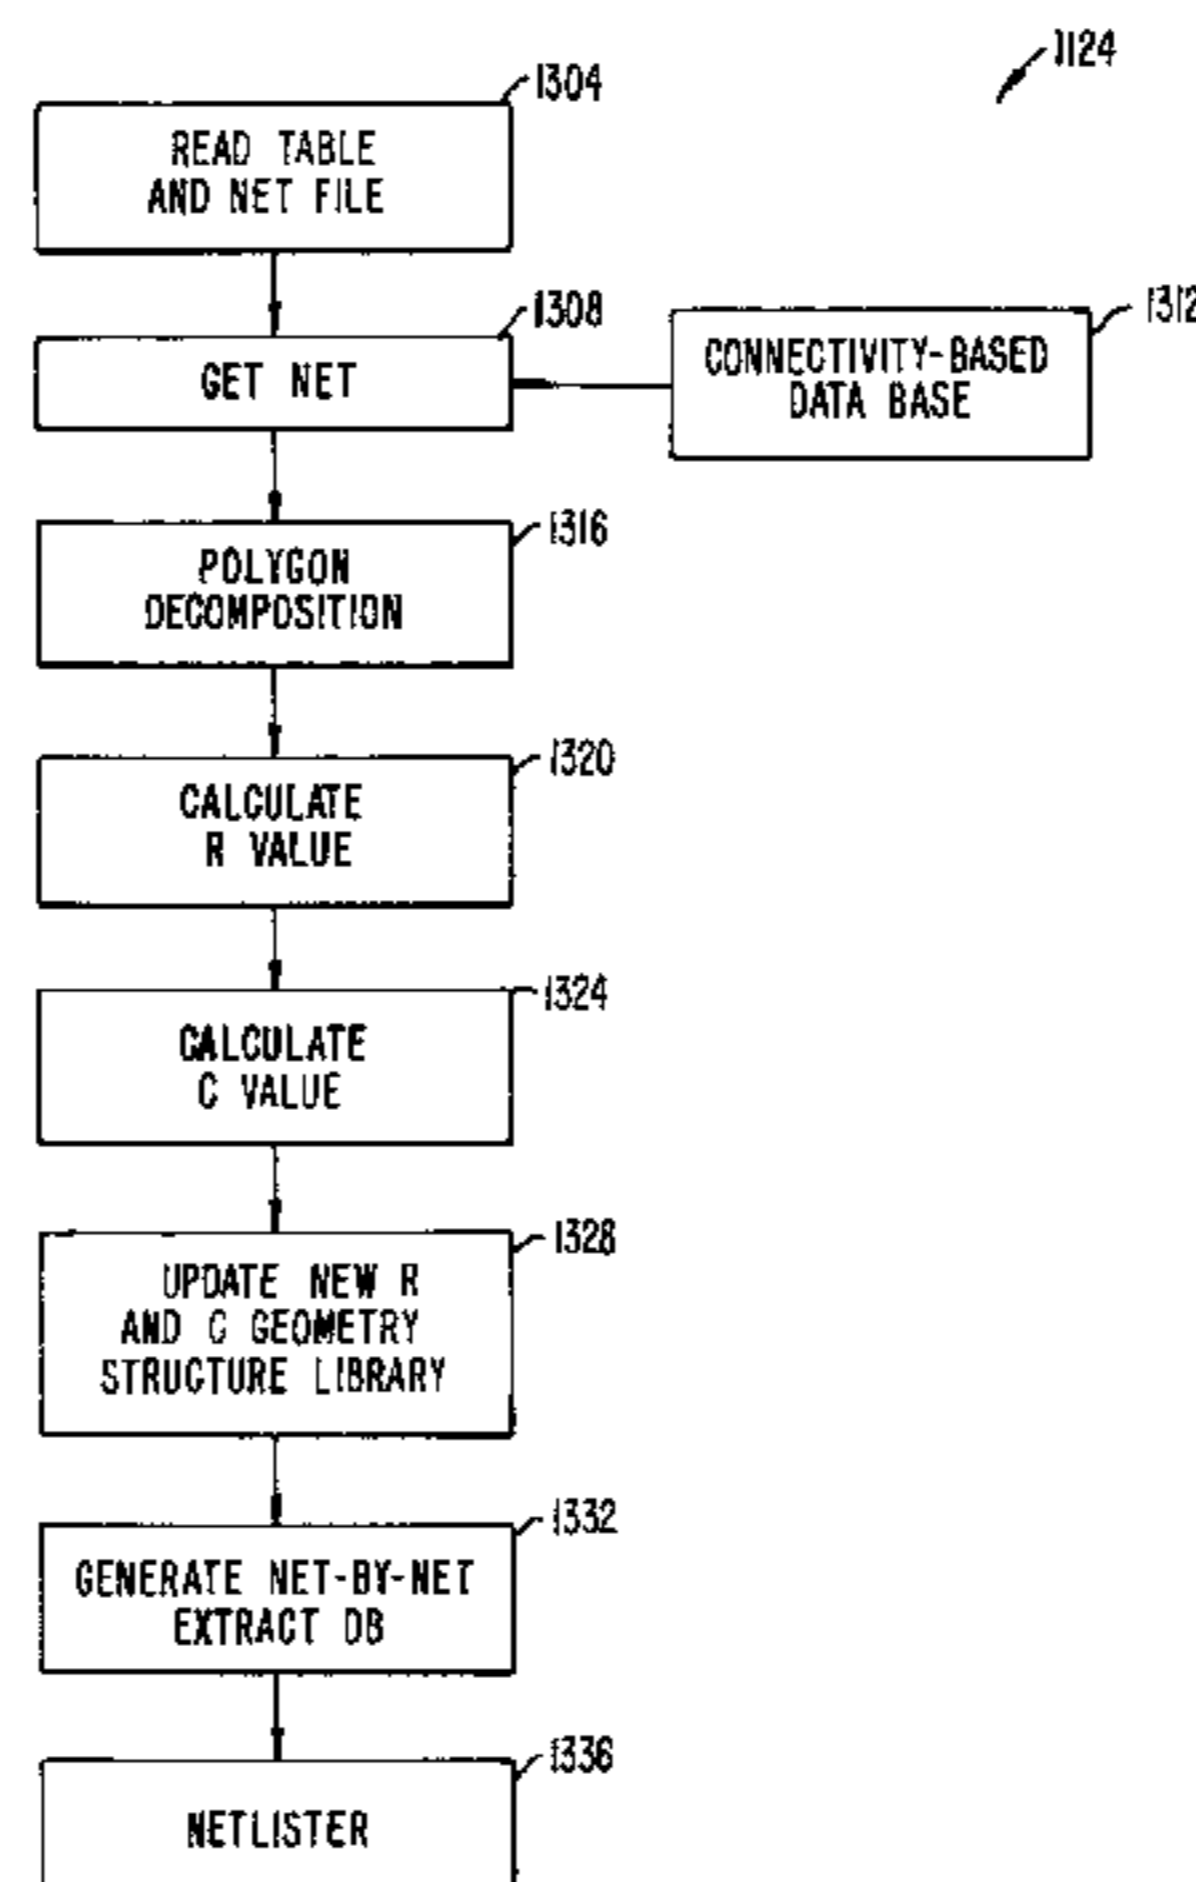 1124
1304
READ TABLE
AND NET FILE
1308
GET NET
1312
CONNECTIVITY-BASED
DATA BASE
1316
POLYGON
DECOMPOSITION
1320
CALCULATE
R VALUE
1324
CALCULATE
C VALUE
1328
UPDATE NEW R
AND C GEOMETRY
STRUCTURE LIBRARY
1332
GENERATE NET-BY-NET
EXTRACT DB
1336
NETLISTER